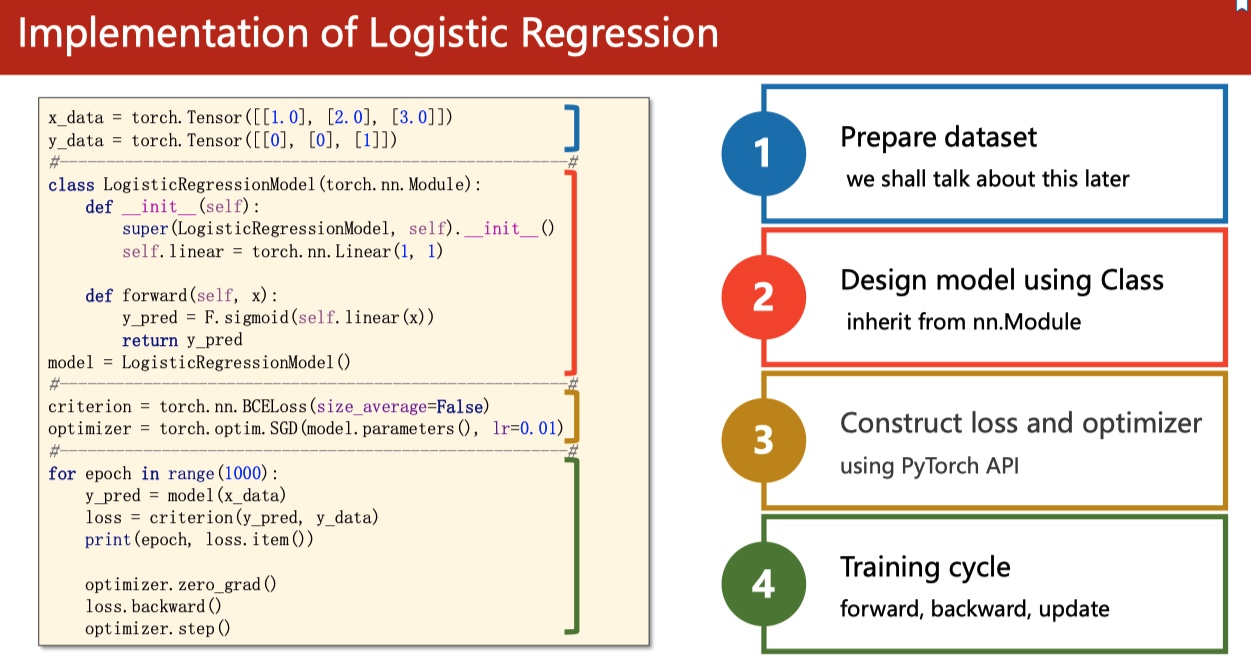 Implementation of Logistic Regression
x_data = torch.Tensor([[1.0], [2.0], [3.0]])
y_data = torch.Tensor([[0], [0], [1]])
#-------------------------------------------------------#
class LogisticRegressionModel(torch.nn.Module):
    def __init__(self):
        super(LogisticRegressionModel, self).__init__()
        self.linear = torch.nn.Linear(1, 1)
    def forward(self, x):
        y_pred = F.sigmoid(self.linear(x))
        return y_pred
model = LogisticRegressionModel()
#-------------------------------------------------------#
criterion = torch.nn.BCELoss(size_average=False)
optimizer = torch.optim.SGD(model.parameters(), lr=0.01)
#-------------------------------------------------------#
for epoch in range(1000):
    y_pred = model(x_data)
    loss = criterion(y_pred, y_data)
    print(epoch, loss.item())
    optimizer.zero_grad()
    loss.backward()
    optimizer.step()
1
Prepare dataset
we shall talk about this later
2
Design model using Class
inherit from nn.Module
3
Construct loss and optimizer
using PyTorch API
4
Training cycle
forward, backward, update